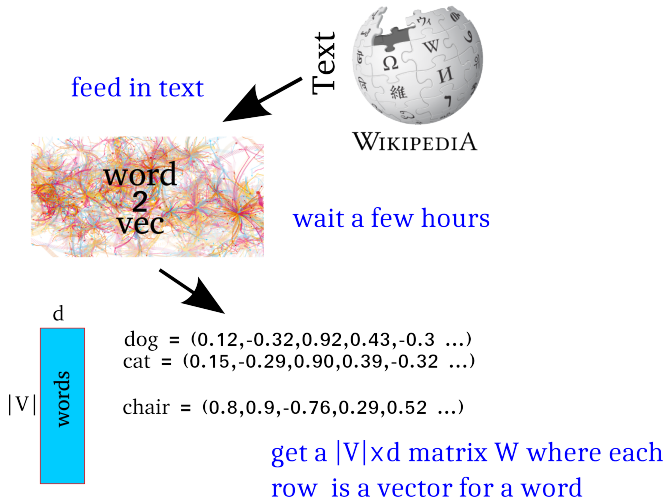 Text
feed in text
Ω W И
維
WIKIPEDIA
word
2
vec
wait a few hours
d
dog = (0.12,-0.32,0.92,0.43,-0.3 ...)
cat = (0.15,-0.29,0.90,0.39,-0.32 ...)
|V|
words
chair = (0.8,0.9,-0.76,0.29,0.52 ...)
get a |V|xd matrix W where each
row is a vector for a word